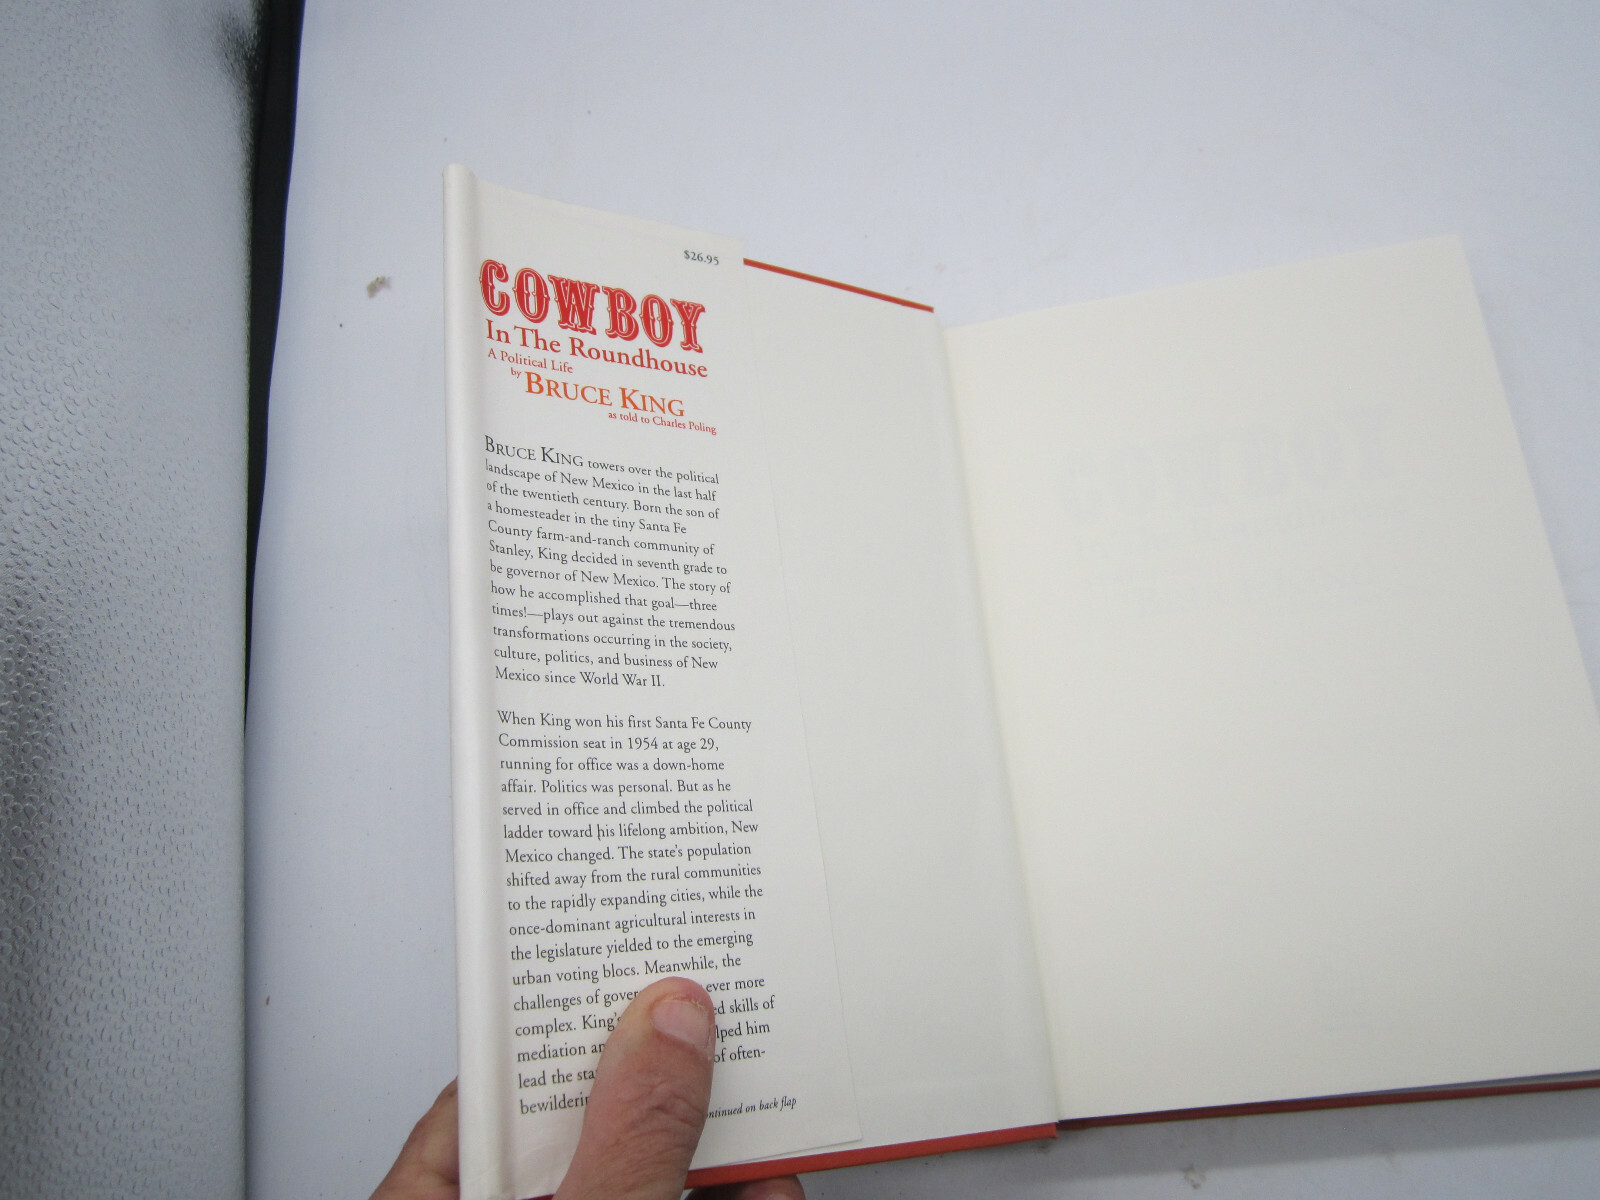 $26.95
COWBOY
In The Roundhouse
A Political Life
by BRUCE KING
as told to Charles Poling
BRUCE KING towers over the political
landscape of New Mexico in the last half
of the twentieth century. Born the son of
a homesteader in the tiny Santa Fe
County farm-and-ranch community of
Stanley, King decided in seventh grade to
be governor of New Mexico. The story of
how he accomplished that goal—three
times!—plays out against the tremendous
transformations occurring in the society,
culture, politics, and business of New
Mexico since World War II.
When King won his first Santa Fe County
Commission seat in 1954 at age 29,
running for office was a down-home
affair. Politics was personal. But as he
served in office and climbed the political
ladder toward his lifelong ambition, New
Mexico changed. The state's population
shifted away from the rural communities
to the rapidly expanding cities, while the
once-dominant agricultural interests in
the legislature yielded to the emerging
urban voting blocs. Meanwhile, the
challenges of ever more
complex. King's skills of
mediation him
lead the of often-
on back flap